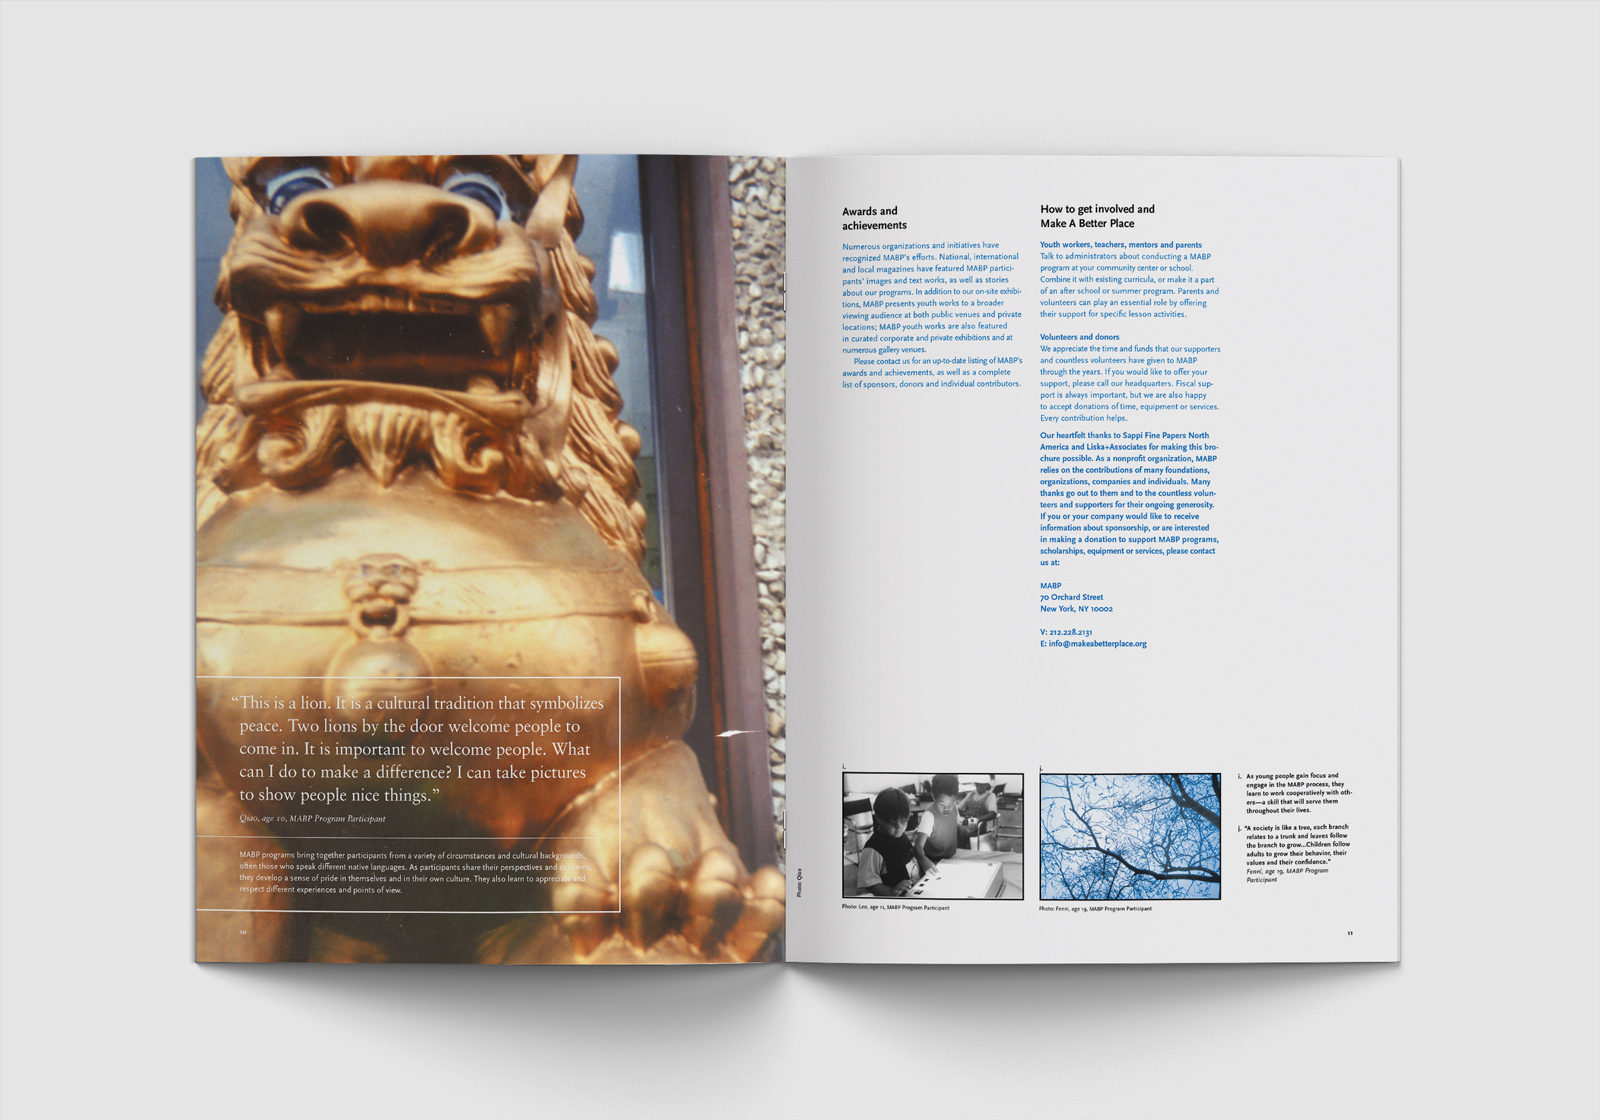 “This is a lion. It is a cultural tradition that symbolizes
peace. Two lions by the door welcome people to
come in. It is important to welcome people. What
can I do to make a difference? I can take pictures
to show people nice things.”
Qiao, age 10, MABP Program Participant
MABP programs bring together participants from a variety of circumstances and cultural backgrounds,
often those who speak different native languages. As participants share their perspectives and concerns,
they develop a sense of pride in themselves and in their own culture. They also learn to appreciate and
respect different experiences and points of view.
10
Photo: Qiao
Awards and
achievements
Numerous organizations and initiatives have
recognized MABP's efforts. National, international
and local magazines have featured MABP partici-
pants' images and text works, as well as stories
about our programs. In addition to our on-site exhibi-
tions, MABP presents youth works to a broader
viewing audience at both public venues and private
locations; MABP youth works are also featured
in curated corporate and private exhibitions and at
numerous gallery venues.
Please contact us for an up-to-date listing of MABP's
awards and achievements, as well as a complete
list of sponsors, donors and individual contributors.
How to get involved and
Make A Better Place
Youth workers, teachers, mentors and parents
Talk to administrators about conducting a MABP
program at your community center or school.
Combine it with existing curricula, or make it a part
of an after school or summer program. Parents and
volunteers can play an essential role by offering
their support for specific lesson activities.
Volunteers and donors
We appreciate the time and funds that our supporters
and countless volunteers have given to MABP
through the years. If you would like to offer your
support, please call our headquarters. Fiscal sup-
port is always important, but we are also happy
to accept donations of time, equipment or services.
Every contribution helps.
Our heartfelt thanks to Sappi Fine Papers North
America and Liska+Associates for making this bro-
chure possible. As a nonprofit organization, MABP
relies on the contributions of many foundations,
organizations, companies and individuals. Many
thanks go out to them and to the countless volun-
teers and supporters for their ongoing generosity.
If you or your company would like to receive
information about sponsorship, or are interested
in making a donation to support MABP programs,
scholarships, equipment or services, please contact
us at:
MABP
70 Orchard Street
New York, NY 10002
V: 212.228.2131
E: info@makeabetterplace.org
i.
Photo: Leo, age 11, MABP Program Participant
j.
Photo: Fenni, age 19, MABP Program Participant
i. As young people gain focus and
engage in the MABP process, they
learn to work cooperatively with oth-
ers—a skill that will serve them
throughout their lives.
j. “A society is like a tree, each branch
relates to a trunk and leaves follow
the branch to grow...Children follow
adults to grow their behavior, their
values and their confidence.”
Fenni, age 19, MABP Program
Participant
11